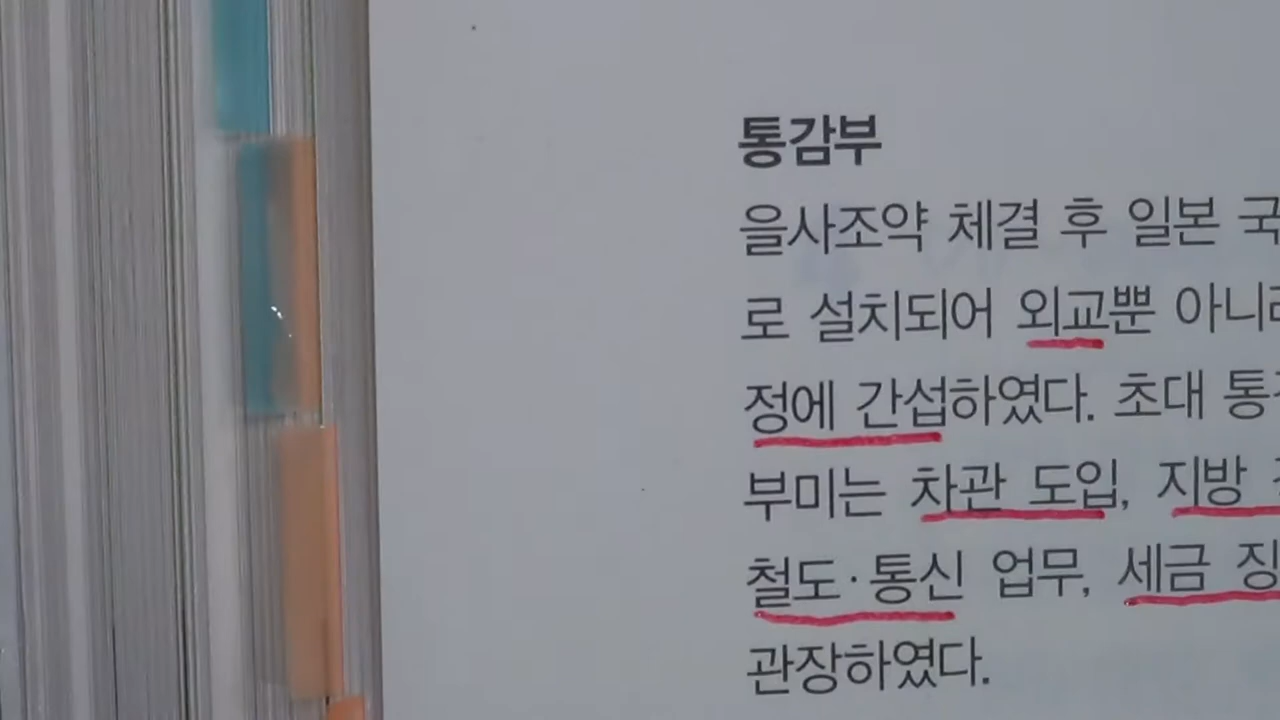 통감부
을사조약 체결 후 일본
로 설치되어 외교뿐
정에 간섭하였다. 초대
부미는 차관 도입, 지방
철도·통신 업무, 세금
관장하였다.